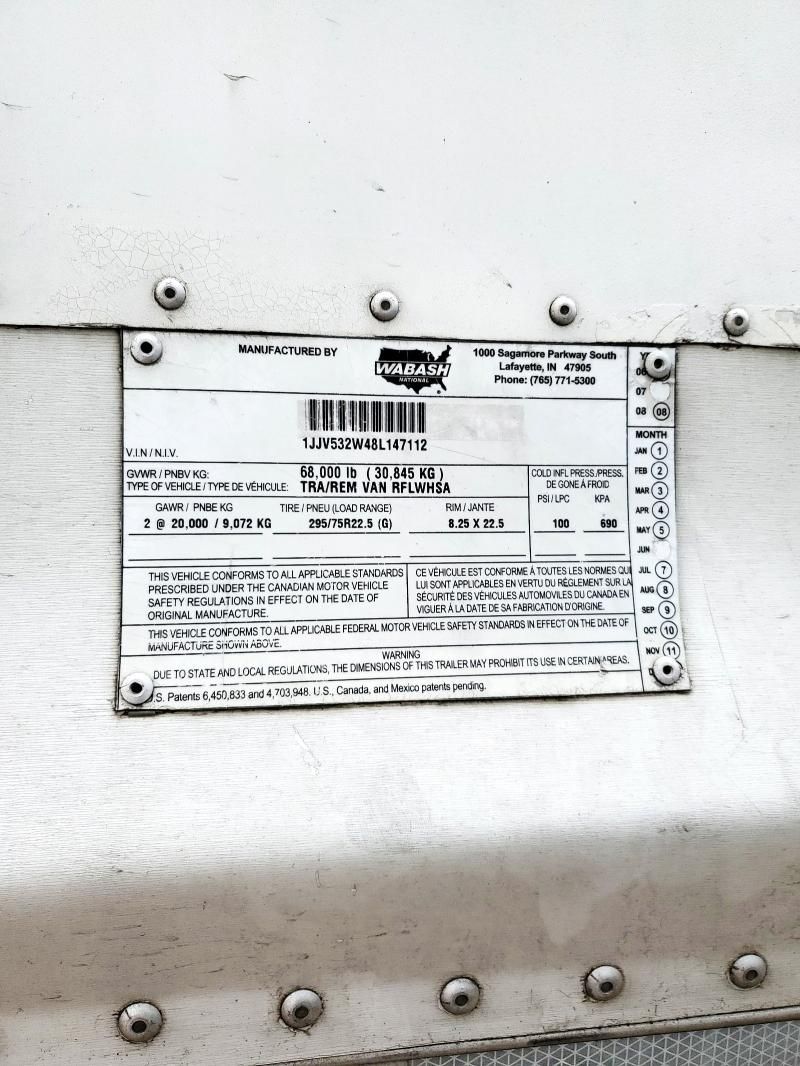 MANUFACTURED BY
WABASH
NATIONAL
1000 Sagamore Parkway South
Lafayette, IN 47905
Phone: (765) 771-5300
1JJV532W48L147112
V.I.N / N.I.V.
GVWR / PNBV KG: 68,000 lb ( 30,845 KG )
TYPE OF VEHICLE / TYPE DE VÉHICULE: TRA/REM VAN RFLWHSA
COLD INFL PRESS./PRESS.
DE GONE À FROID
PSI / LPC KPA
100 690
GAWR / PNBE KG TIRE / PNEU (LOAD RANGE) RIM / JANTE
2 @ 20,000 / 9,072 KG 295/75R22.5 (G) 8.25 X 22.5
THIS VEHICLE CONFORMS TO ALL APPLICABLE STANDARDS
PRESCRIBED UNDER THE CANADIAN MOTOR VEHICLE
SAFETY REGULATIONS IN EFFECT ON THE DATE OF
ORIGINAL MANUFACTURE.
CE VÉHICULE EST CONFORME À TOUTES LES NORMES QUI
LUI SONT APPLICABLES EN VERTU DU RÉGLEMENT SUR LA
SÉCURITÉ DES VÉHICULES AUTOMOVILES DU CANADA EN
VIGUER À LA DATE DE SA FABRICATION D'ORIGINE.
THIS VEHICLE CONFORMS TO ALL APPLICABLE FEDERAL MOTOR VEHICLE SAFETY STANDARDS IN EFFECT ON THE DATE OF
MANUFACTURE SHOWN ABOVE.
WARNING
DUE TO STATE AND LOCAL REGULATIONS, THE DIMENSIONS OF THIS TRAILER MAY PROHIBIT ITS USE IN CERTAIN AREAS.
.S. Patents 6,450,833 and 4,703,948. U.S., Canada, and Mexico patents pending.
06
07
08 08
MONTH
JAN 1
FEB 2
MAR 3
APR 4
MAY 5
JUN
JUL 7
AUG 8
SEP 9
OCT 10
NOV 11